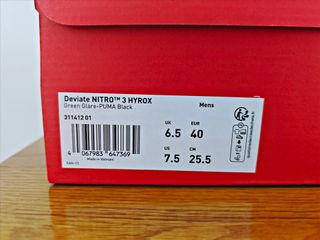 Deviate NITRO™ 3 HYROX
Green Glare-PUMA Black
Mens
311412 01
UK EUR
6.5 40
US CM
7.5 25.5
4 067983 647369
Made in Vietnam